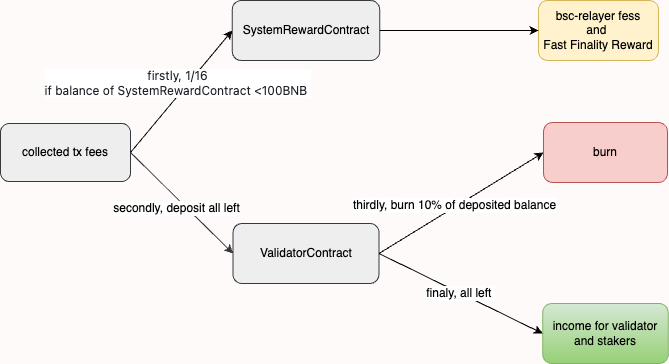 SystemRewardContract
bsc-relayer fess
and
Fast Finality Reward
firstly, 1/16
if balance of SystemRewardContract <100BNB
collected tx fees
burn
secondly, deposit all left
thirdly, burn 10% of deposited balance
ValidatorContract
finaly, all left
income for validator
and stakers